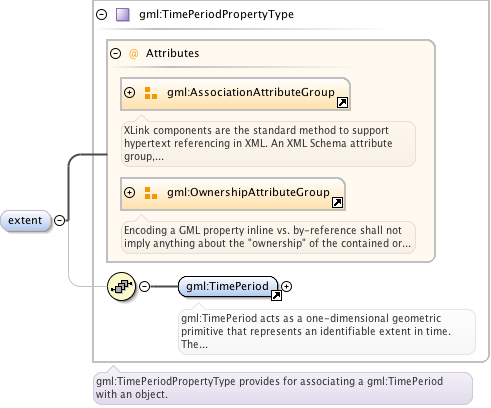 gml:TimePeriodPropertyType
@ Attributes
gml:AssociationAttributeGroup
XLink components are the standard method to support
hypertext referencing in XML. An XML Schema attribute
group,...
gml:OwnershipAttributeGroup
Encoding a GML property inline vs. by-reference shall not
imply anything about the "ownership" of the contained or...
extent
gml:TimePeriod
gml:TimePeriod acts as a one-dimensional geometric
primitive that represents an identifiable extent in time.
The...
gml:TimePeriodPropertyType provides for associating a gml:TimePeriod
with an object.